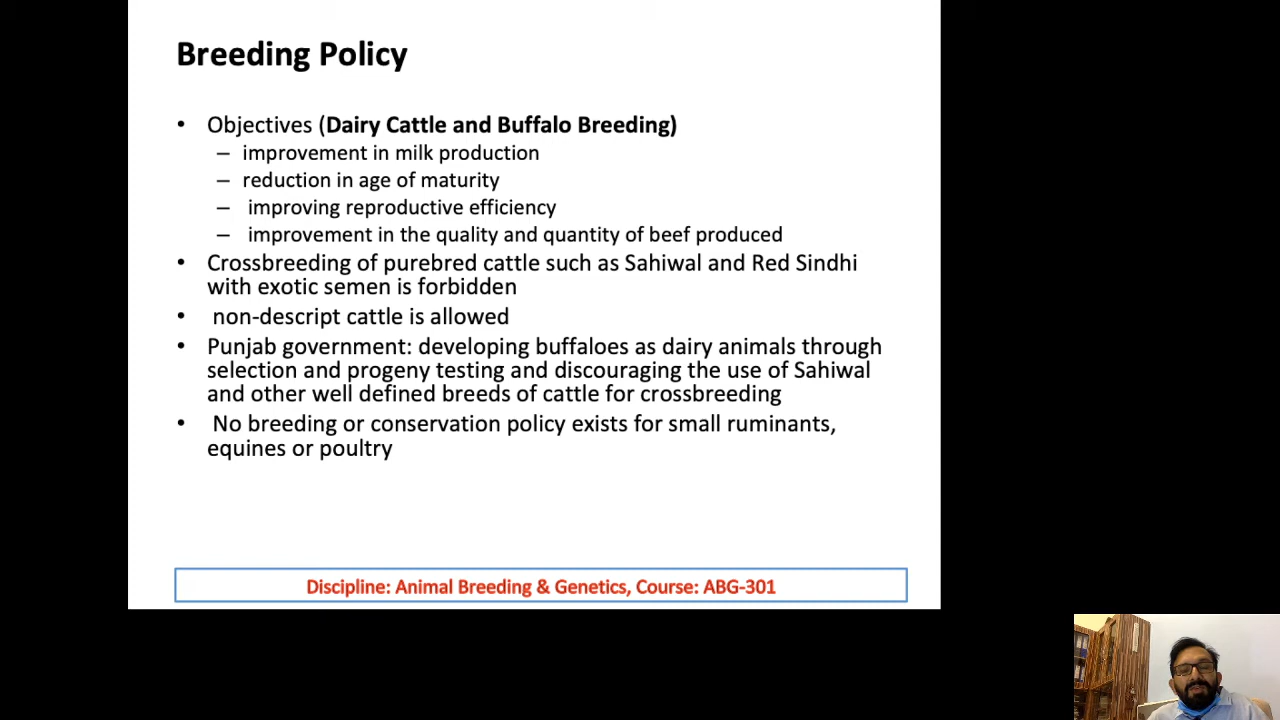 Breeding Policy
• Objectives (Dairy Cattle and Buffalo Breeding)
– improvement in milk production
– reduction in age of maturity
– improving reproductive efficiency
– improvement in the quality and quantity of beef produced
• Crossbreeding of purebred cattle such as Sahiwal and Red Sindhi
with exotic semen is forbidden
• non-descript cattle is allowed
• Punjab government: developing buffaloes as dairy animals through
selection and progeny testing and discouraging the use of Sahiwal
and other well defined breeds of cattle for crossbreeding
• No breeding or conservation policy exists for small ruminants,
equines or poultry
Discipline: Animal Breeding & Genetics, Course: ABG-301